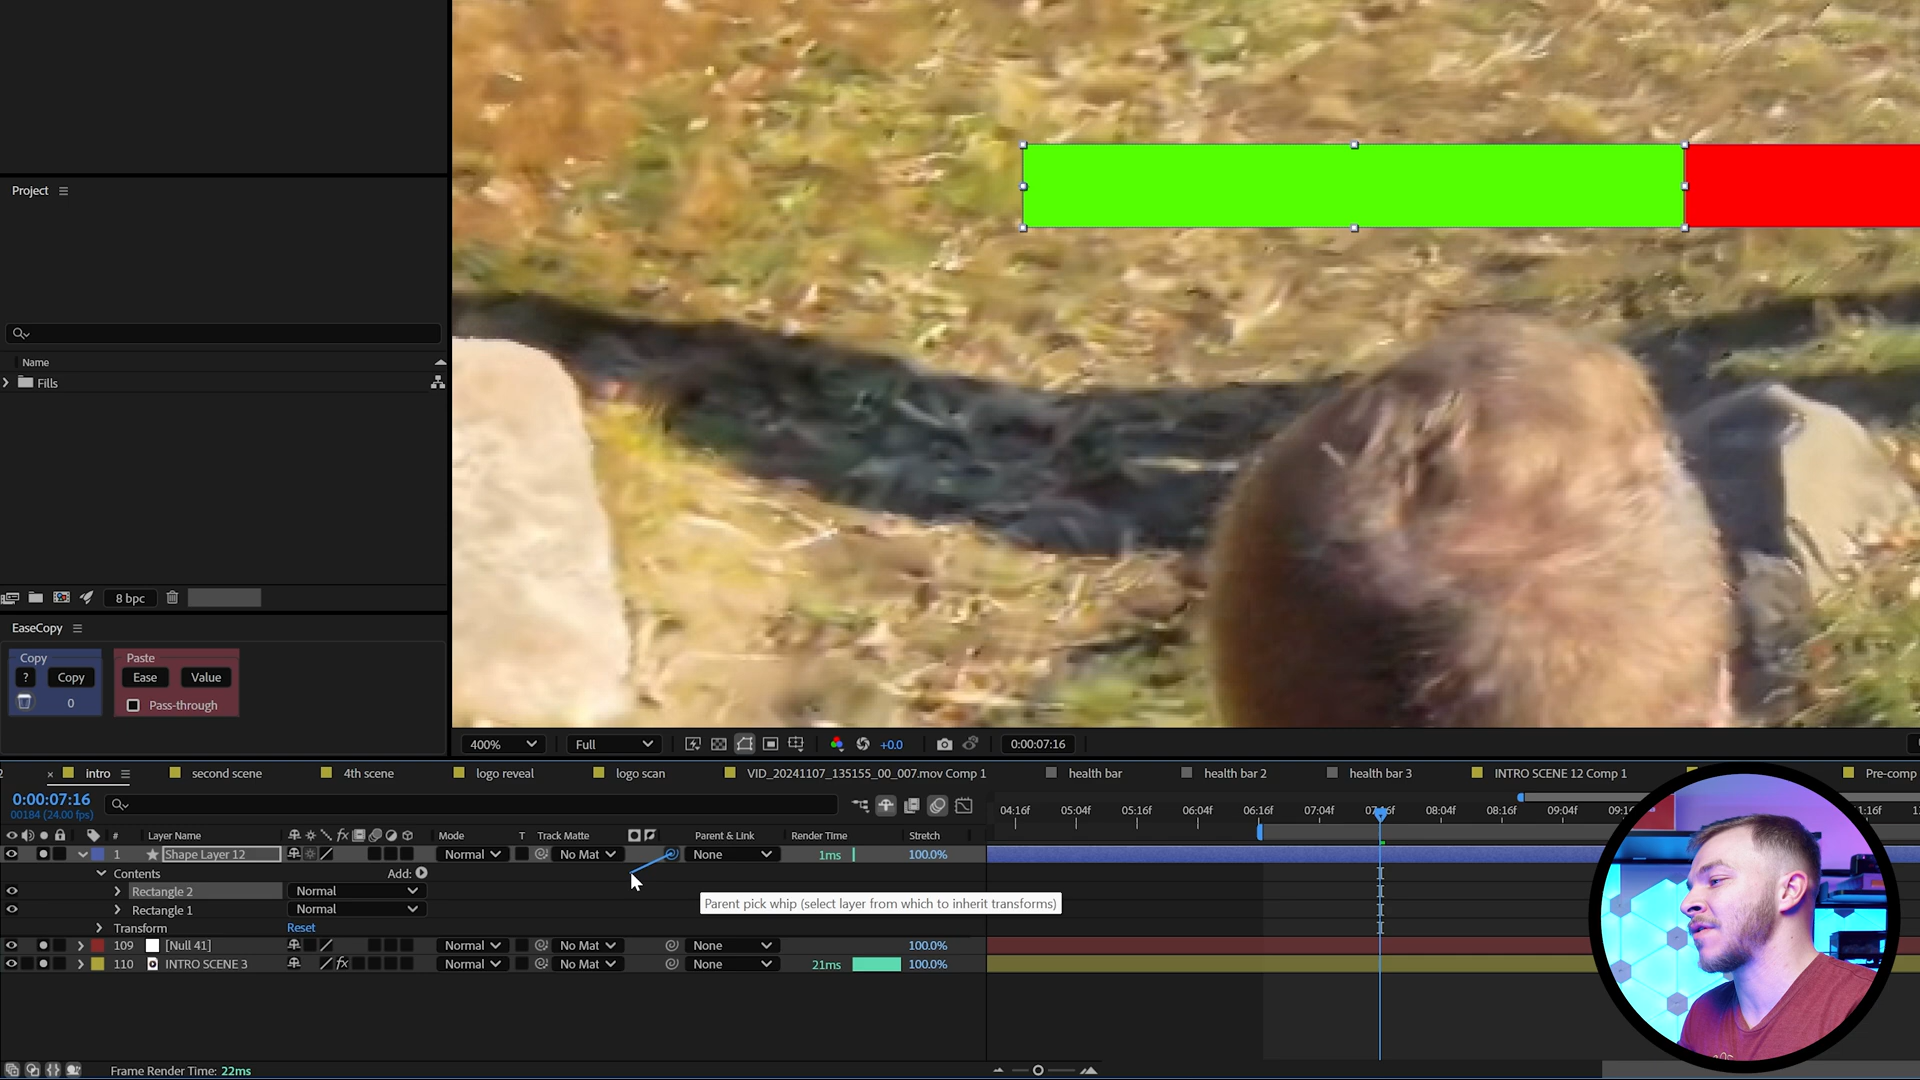 Project
Name
Fills
8 bpc
EaseCopy
Copy
Paste
? Copy
Ease Value
0
Pass-through
400% Full +0.0 0:00:07:16
2 × intro second scene 4th scene logo reveal logo scan VID_20241107_135155_00_007.mov Comp 1 health bar health bar 2 health bar 3 INTRO SCENE 12 Comp 1 Pre-comp
0:00:07:16
00184 (24.00 fps)
04:16f 05:04f 05:16f 06:04f 06:16f 07:04f 07:16f 08:04f 08:16f 09:04f
# Layer Name fx Mode T Track Matte Parent & Link Render Time Stretch
1 Shape Layer 12 Normal No Mat None 1ms 100.0%
Contents Add:
Rectangle 2 Normal
Parent pick whip (select layer from which to inherit transforms)
Rectangle 1 Normal
Transform Reset
109 [Null 41] Normal No Mat None 100.0%
110 INTRO SCENE 3 fx Normal No Mat None 21ms 100.0%
Frame Render Time: 22ms